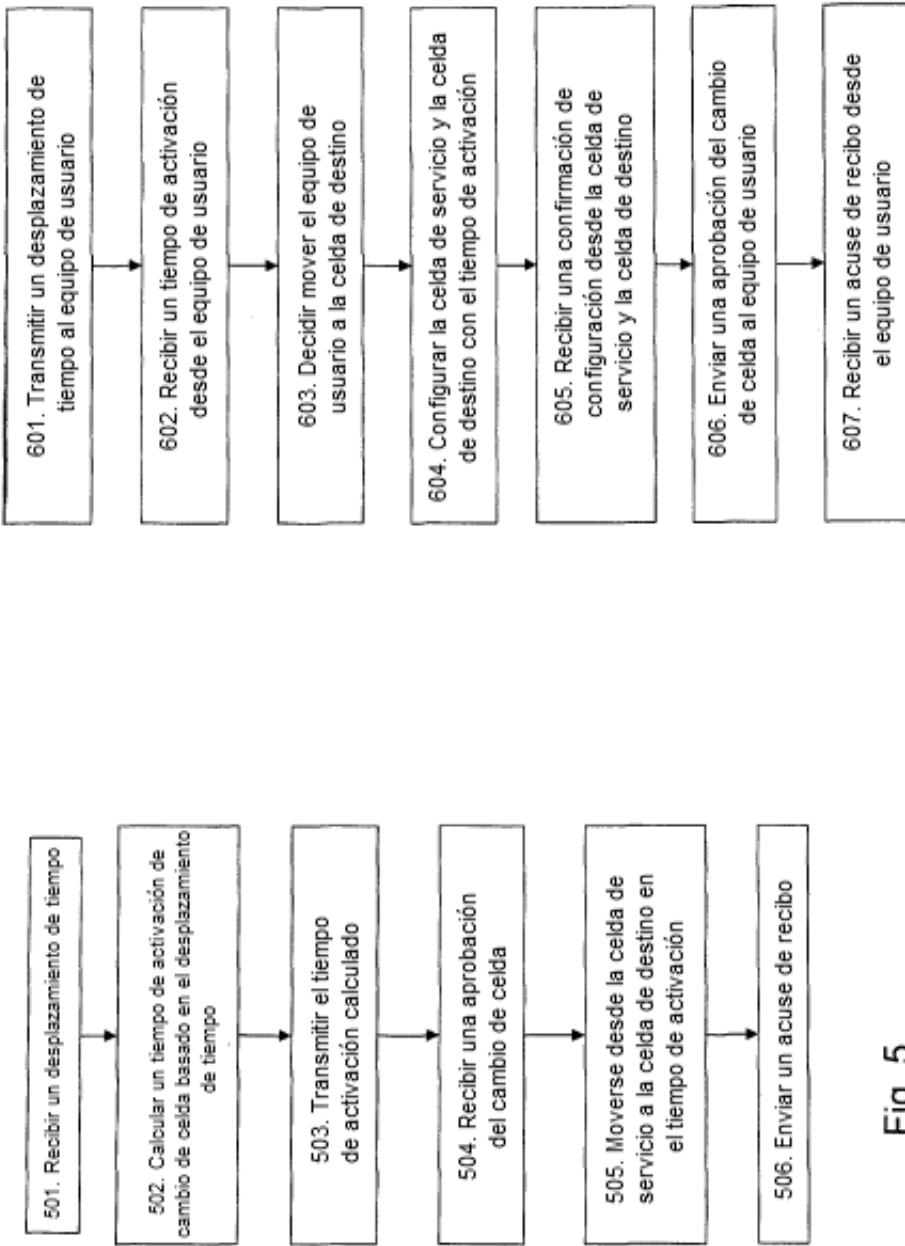 501. Recibir un desplazamiento de tiempo
502. Calcular un tiempo de activación de
cambio de celda basado en el desplazamiento
de tiempo
503. Transmitir el tiempo
de activación calculado
504. Recibir una aprobación
del cambio de celda
505. Moverse desde la celda de
servicio a la celda de destino en
el tiempo de activación
506. Enviar un acuse de recibo
Fig. 5
601. Transmitir un desplazamiento de
tiempo al equipo de usuario
602. Recibir un tiempo de activación
desde el equipo de usuario
603. Decidir mover el equipo de
usuario a la celda de destino
604. Configurar la celda de servicio y la celda
de destino con el tiempo de activación
605. Recibir una confirmación de
configuración desde la celda de
servicio y la celda de destino
606. Enviar una aprobación del cambio
de celda al equipo de usuario
607. Recibir un acuse de recibo desde
el equipo de usuario